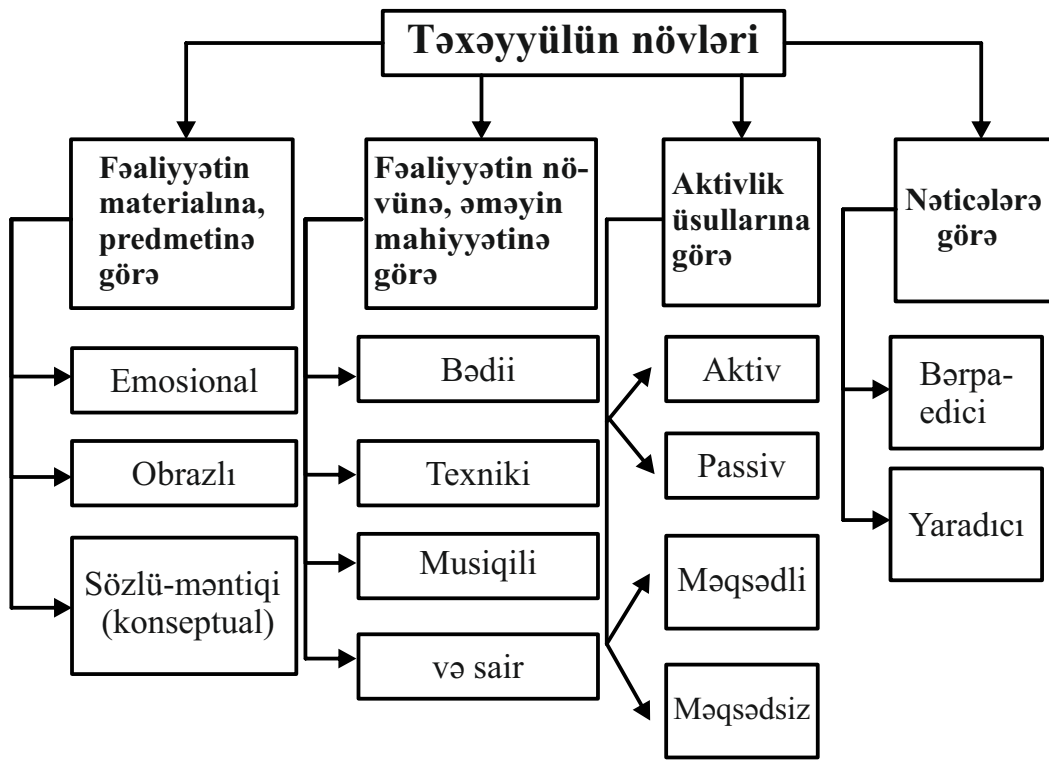 Təxəyyülün növləri
Fəaliyyətin
materialına,
predmetinə
görə
Emosional
Obrazlı
Sözlü-məntiqi
(konseptual)
Fəaliyyətin nö-
vünə, əməyin
mahiyyətinə
görə
Bədii
Texniki
Musiqili
və sair
Aktivlik
üsullarına
görə
Aktiv
Passiv
Məqsədli
Məqsədsiz
Nəticələrə
görə
Bərpa-
edici
Yaradıcı